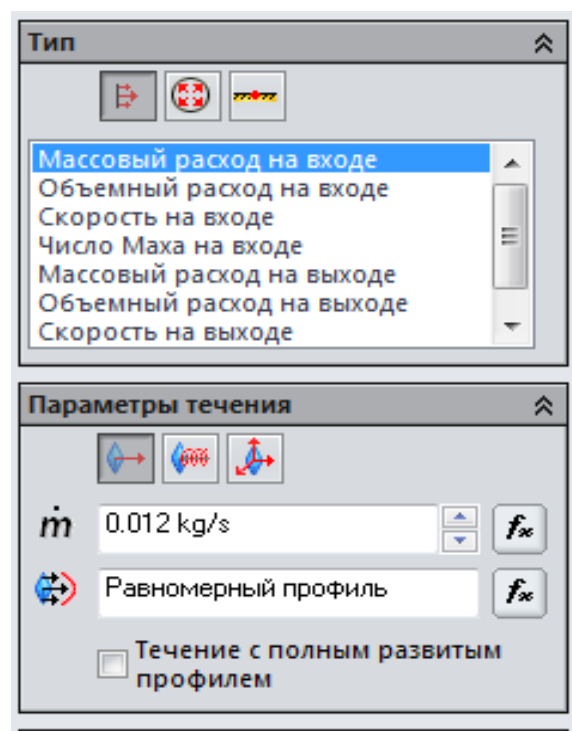 Тип
Массовый расход на входе
Объемный расход на входе
Скорость на входе
Число Маха на входе
Массовый расход на выходе
Объемный расход на выходе
Скорость на выходе
Параметры течения
ṁ 0.012 kg/s fx
Равномерный профиль fx
Течение с полным развитым
профилем